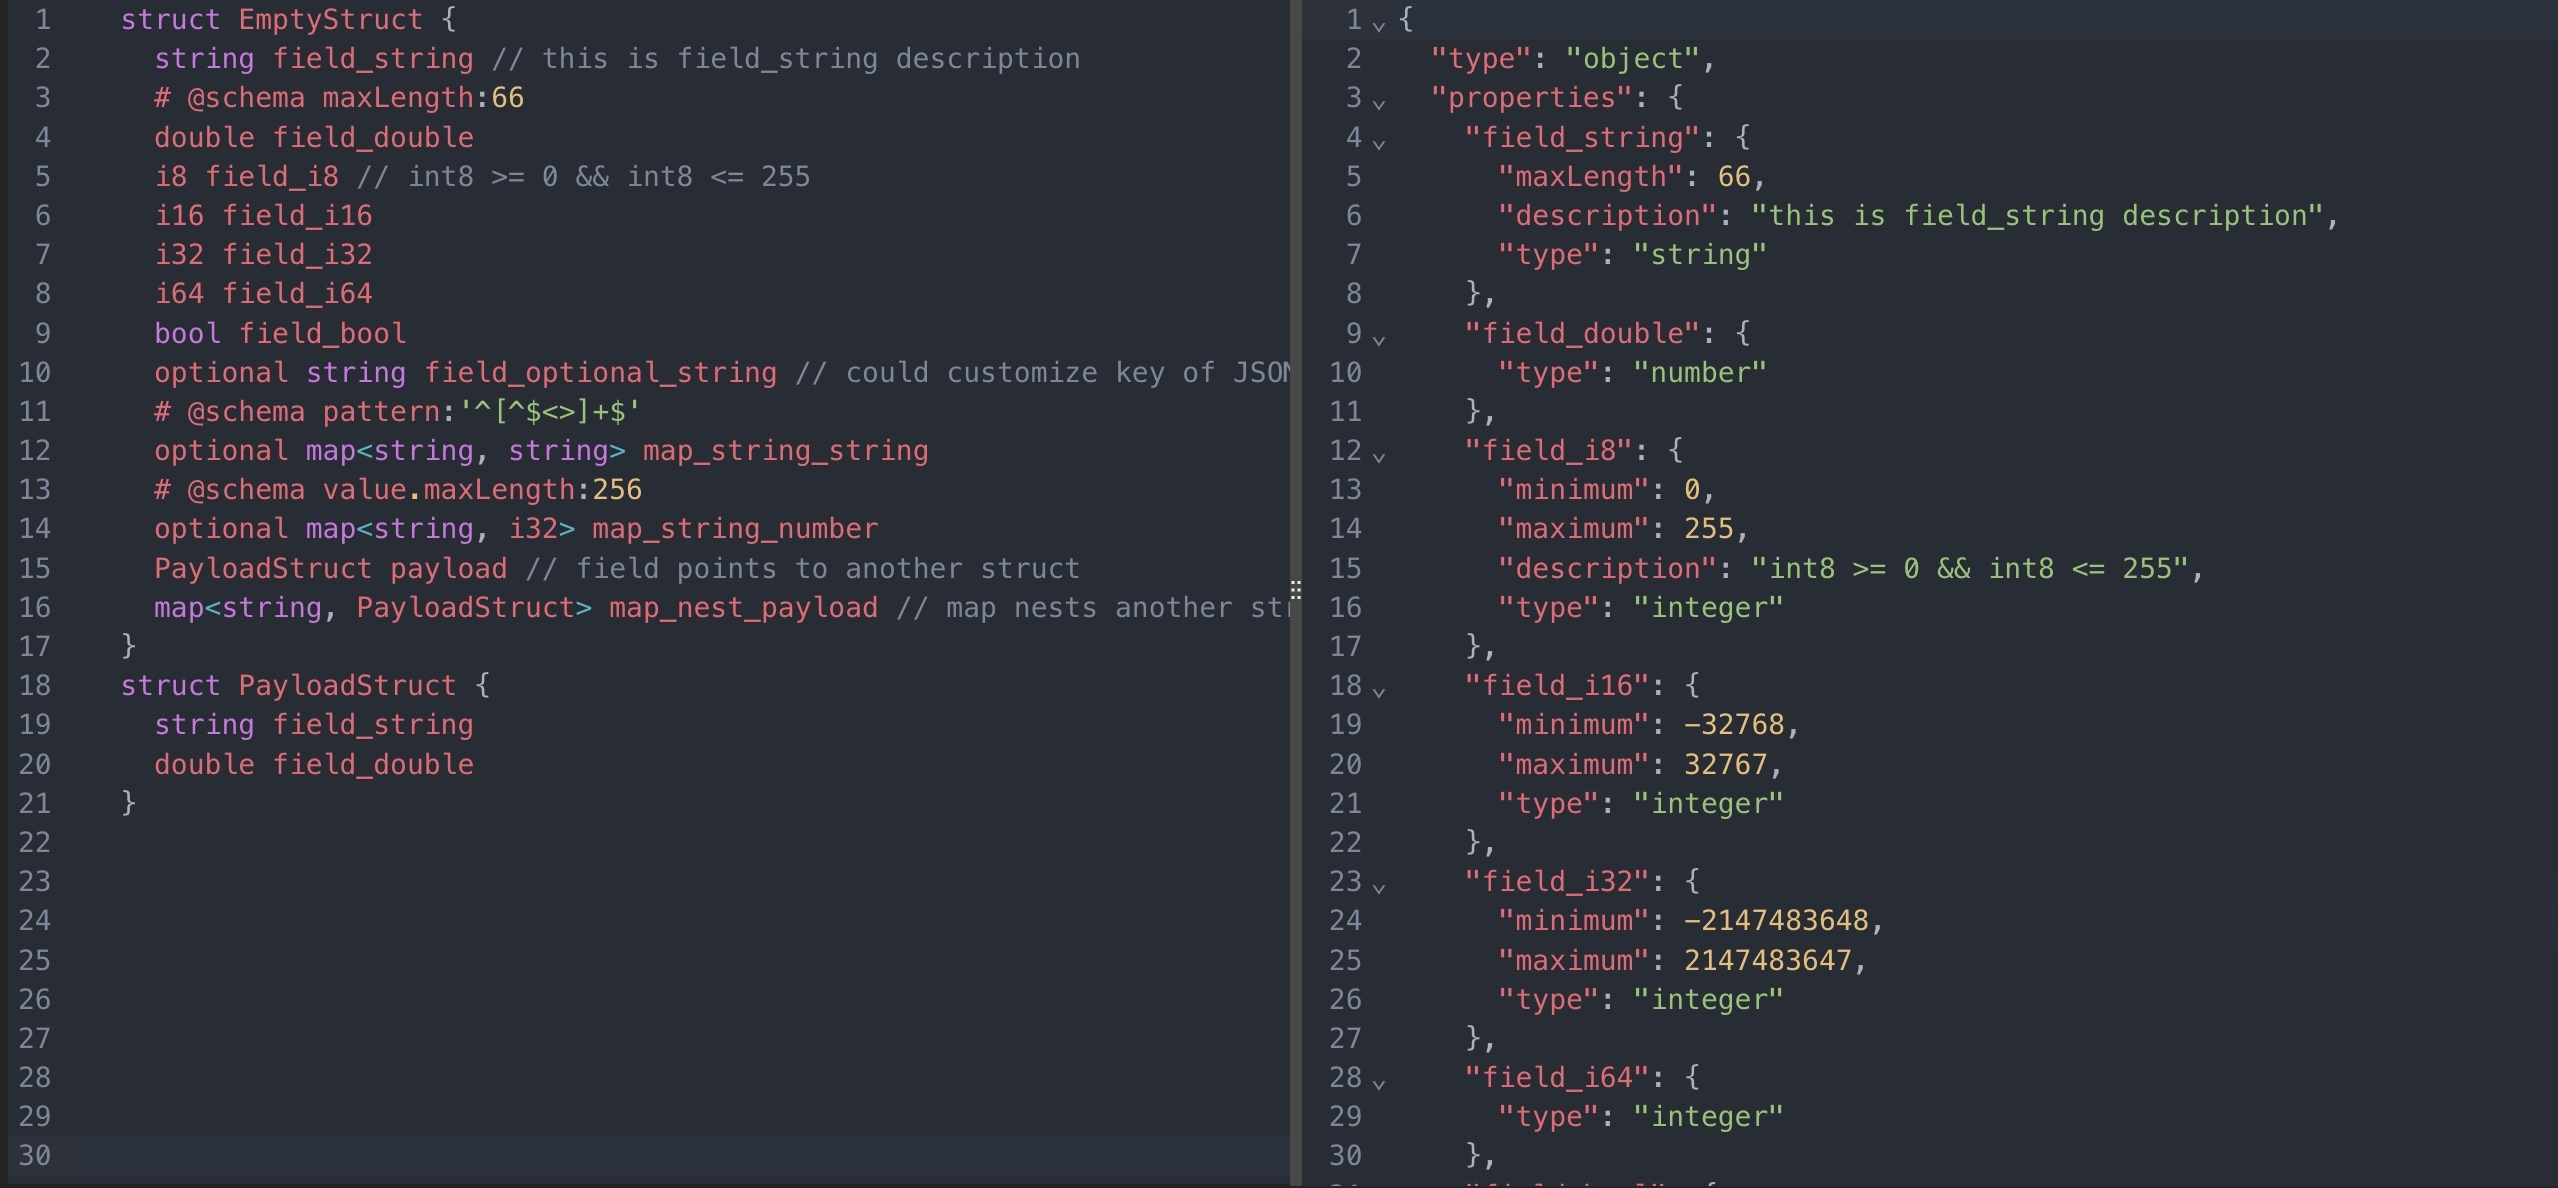 1 struct EmptyStruct {
2 string field_string // this is field_string description
3 # @schema maxLength:66
4 double field_double
5 i8 field_i8 // int8 >= 0 && int8 <= 255
6 i16 field_i16
7 i32 field_i32
8 i64 field_i64
9 bool field_bool
10 optional string field_optional_string // could customize key of JSON
11 # @schema pattern:'^[^$<>]+$'
12 optional map<string, string> map_string_string
13 # @schema value.maxLength:256
14 optional map<string, i32> map_string_number
15 PayloadStruct payload // field points to another struct
16 map<string, PayloadStruct> map_nest_payload // map nests another str
17 }
18 struct PayloadStruct {
19 string field_string
20 double field_double
21 }
22
23
24
25
26
27
28
29
30
1 {
2 "type": "object",
3 "properties": {
4 "field_string": {
5 "maxLength": 66,
6 "description": "this is field_string description",
7 "type": "string"
8 },
9 "field_double": {
10 "type": "number"
11 },
12 "field_i8": {
13 "minimum": 0,
14 "maximum": 255,
15 "description": "int8 >= 0 && int8 <= 255",
16 "type": "integer"
17 },
18 "field_i16": {
19 "minimum": -32768,
20 "maximum": 32767,
21 "type": "integer"
22 },
23 "field_i32": {
24 "minimum": -2147483648,
25 "maximum": 2147483647,
26 "type": "integer"
27 },
28 "field_i64": {
29 "type": "integer"
30 },